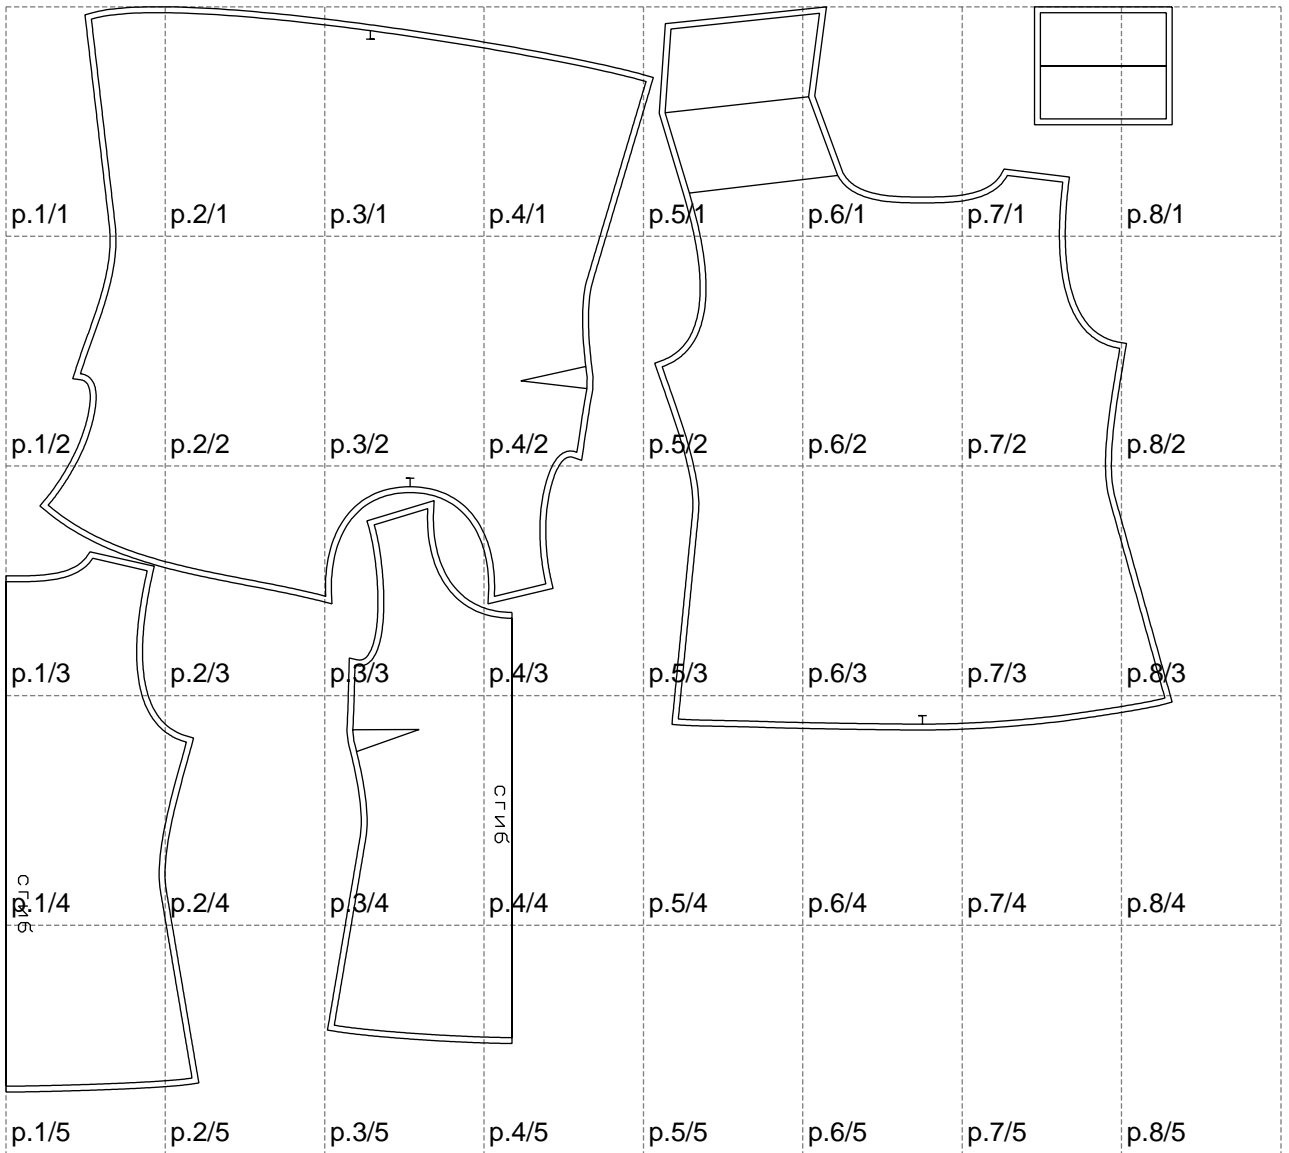 p.1/1 p.2/1 p.3/1 p.4/1 p.5/1 p.6/1 p.7/1 p.8/1
p.1/2 p.2/2 p.3/2 p.4/2 p.5/2 p.6/2 p.7/2 p.8/2
p.1/3 p.2/3 p.3/3 p.4/3 p.5/3 p.6/3 p.7/3 p.8/3
сгиб
сгиб
p.1/4 p.2/4 p.3/4 p.4/4 p.5/4 p.6/4 p.7/4 p.8/4
p.1/5 p.2/5 p.3/5 p.4/5 p.5/5 p.6/5 p.7/5 p.8/5